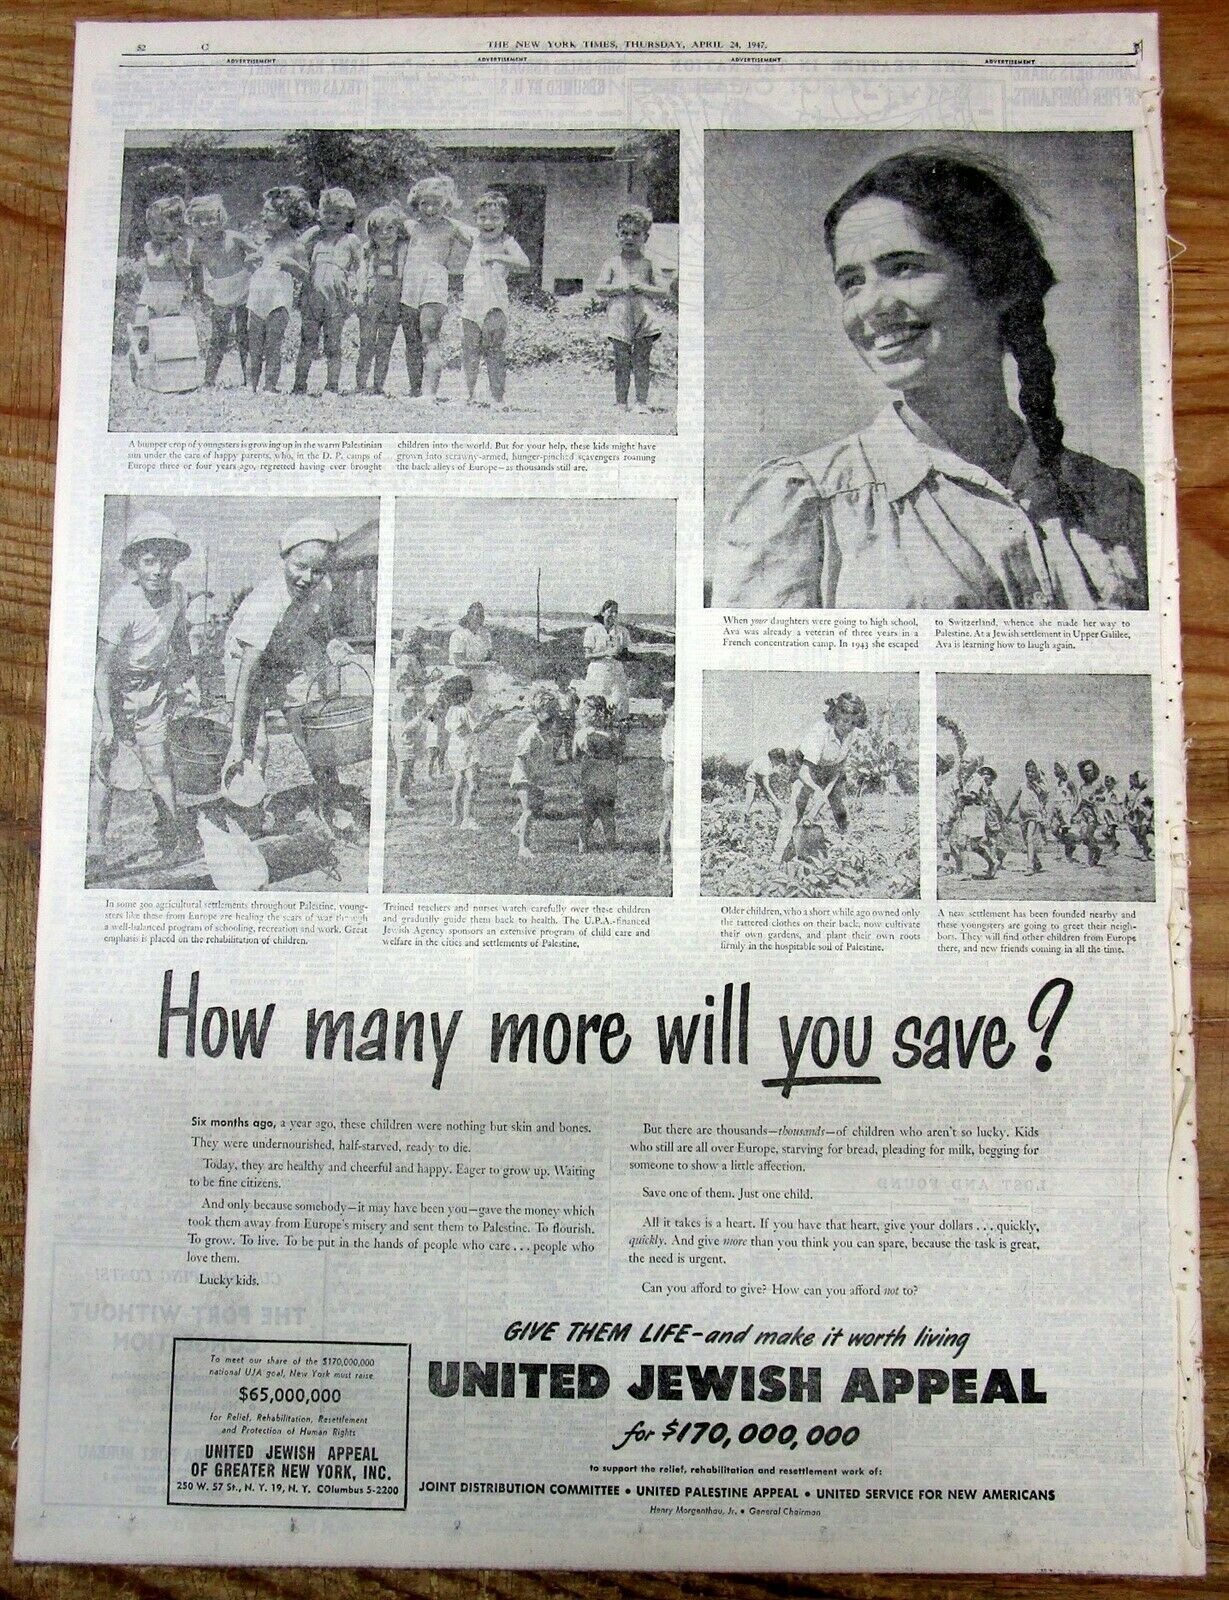 52 C THE NEW YORK TIMES, THURSDAY, APRIL 24, 1947.
ADVERTISEMENT ADVERTISEMENT ADVERTISEMENT ADVERTISEMENT
A bumper crop of youngsters is growing up in the warm Palestinian
sun under the care of happy parents, who, in the D. P. camps of
Europe three or four years ago, regretted having ever brought
children into the world. But for your help, these kids might have
grown into scrawny-armed, hunger-pinched scavengers roaming
the back alleys of Europe—as thousands still are.
When your daughters were going to high school,
Ava was already a veteran of three years in a
French concentration camp. In 1943 she escaped
to Switzerland, whence she made her way to
Palestine. At a Jewish settlement in Upper Galilee,
Ava is learning how to laugh again.
In some 300 agricultural settlements throughout Palestine, young-
sters like these from Europe are healing the scars of war through
a well-balanced program of schooling, recreation and work. Great
emphasis is placed on the rehabilitation of children.
Trained teachers and nurses watch carefully over these children
and gradually guide them back to health. The U.P.A.-financed
Jewish Agency sponsors an extensive program of child care and
welfare in the cities and settlements of Palestine.
Older children, who a short while ago owned only
the tattered clothes on their back, now cultivate
their own gardens, and plant their own roots
firmly in the hospitable soil of Palestine.
A new settlement has been founded nearby and
these youngsters are going to greet their neigh-
bors. They will find other children from Europe
there, and new friends coming in all the time.
How many more will you save?
Six months ago, a year ago, these children were nothing but skin and bones.
They were undernourished, half-starved, ready to die.
Today, they are healthy and cheerful and happy. Eager to grow up. Waiting
to be fine citizens.
And only because somebody—it may have been you—gave the money which
took them away from Europe's misery and sent them to Palestine. To flourish.
To grow. To live. To be put in the hands of people who care . . . people who
love them.
Lucky kids.
But there are thousands—thousands—of children who aren't so lucky. Kids
who still are all over Europe, starving for bread, pleading for milk, begging for
someone to show a little affection.
Save one of them. Just one child.
All it takes is a heart. If you have that heart, give your dollars . . . quickly,
quickly. And give more than you think you can spare, because the task is great,
the need is urgent.
Can you afford to give? How can you afford not to?
GIVE THEM LIFE—and make it worth living
UNITED JEWISH APPEAL
for $170,000,000
to support the relief, rehabilitation and resettlement work of:
JOINT DISTRIBUTION COMMITTEE • UNITED PALESTINE APPEAL • UNITED SERVICE FOR NEW AMERICANS
Henry Morgenthau, Jr. • General Chairman
To meet our share of the $170,000,000
national UJA goal, New York must raise
$65,000,000
for Relief, Rehabilitation, Resettlement
and Protection of Human Rights
UNITED JEWISH APPEAL
OF GREATER NEW YORK, INC.
250 W. 57 St., N. Y. 19, N. Y. COlumbus 5-2200